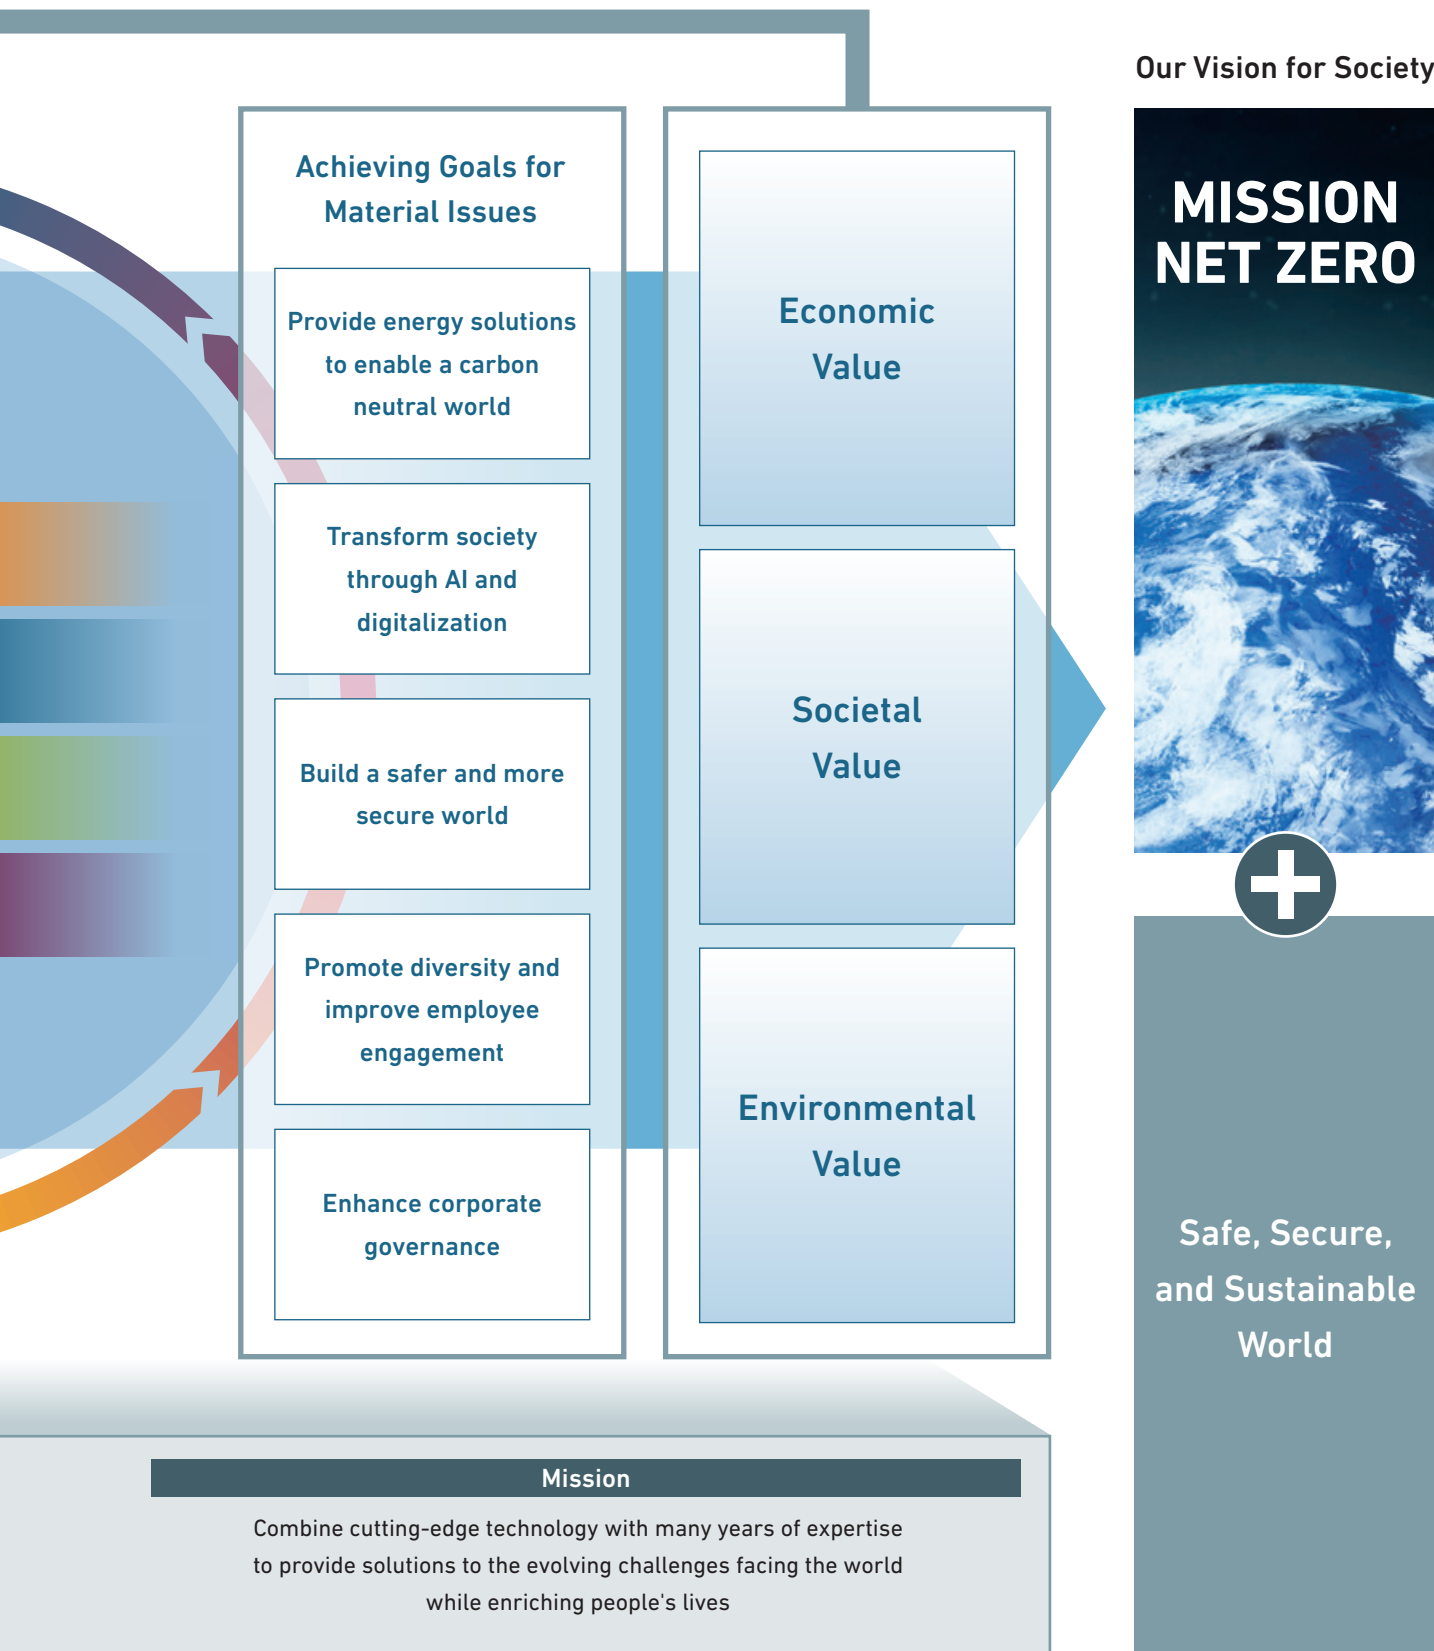 Our Vision for Society
Achieving Goals for
Material Issues
Provide energy solutions
to enable a carbon
neutral world
Transform society
through AI and
digitalization
Build a safer and more
secure world
Promote diversity and
improve employee
engagement
Enhance corporate
governance
Economic
Value
Societal
Value
Environmental
Value
MISSION
NET ZERO
Safe, Secure,
and Sustainable
World
Mission
Combine cutting-edge technology with many years of expertise
to provide solutions to the evolving challenges facing the world
while enriching people's lives